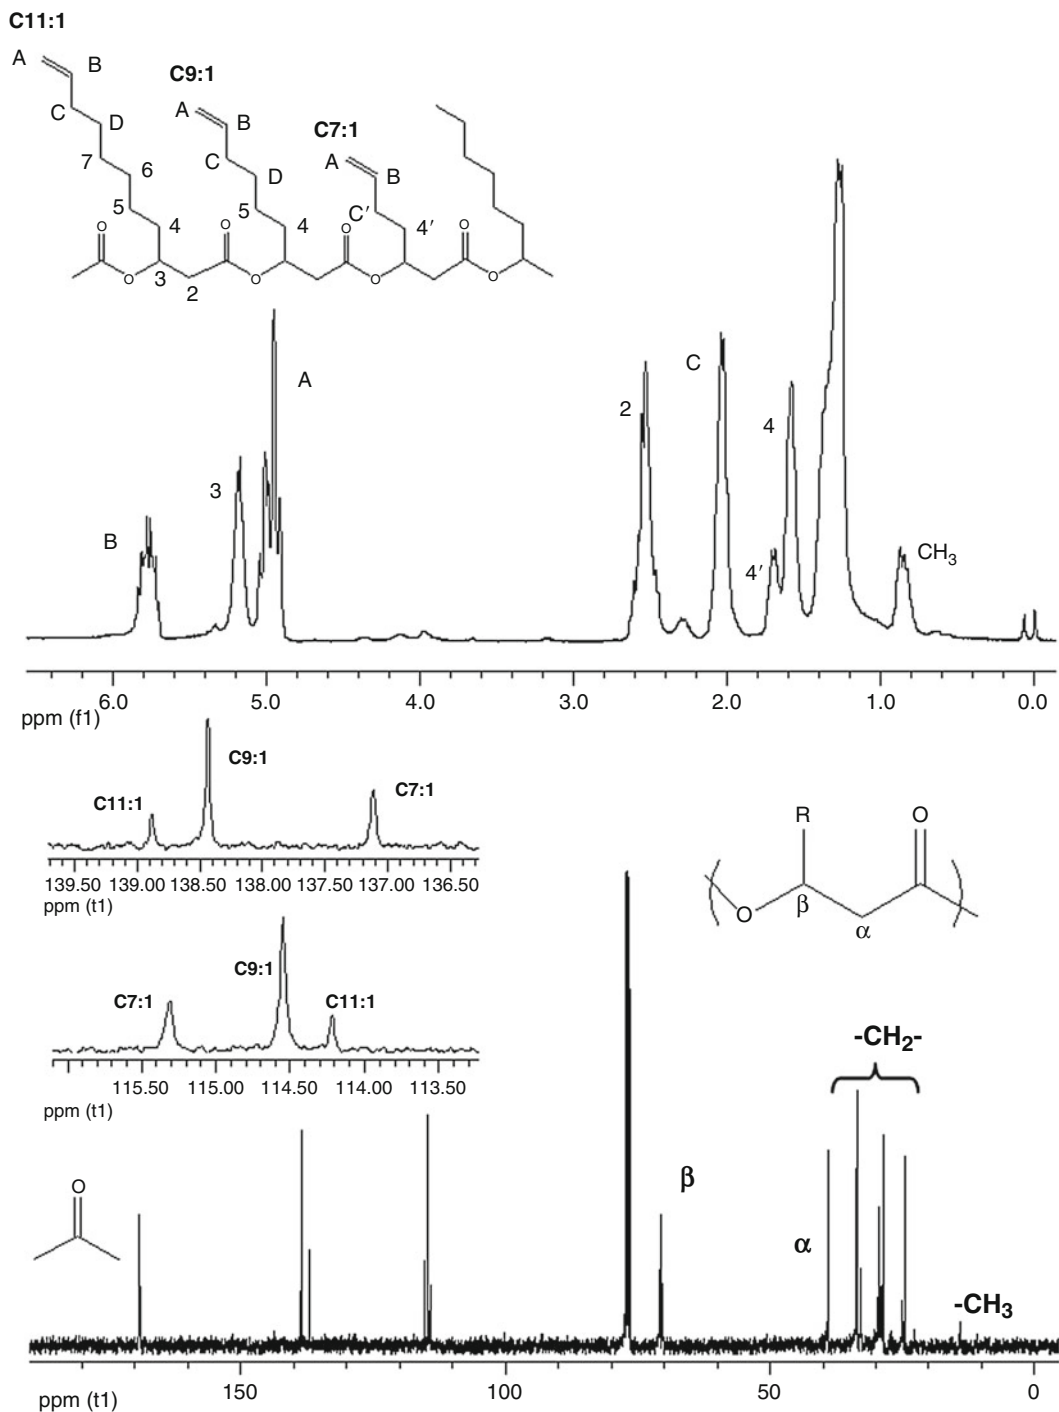 C11:1
A B
C9:1
A B
C7:1
A B
C D
C D
C′
7 6
5 4
5 4
4′
O O O O
O O O O
3
2
A
C
2
4
3
B
4′
CH3
6.0 5.0 4.0 3.0 2.0 1.0 0.0
ppm (f1)
C9:1
C11:1 C7:1
139.50 139.00 138.50 138.00 137.50 137.00 136.50
ppm (t1)
R O
O β
α
C9:1
C7:1 C11:1
115.50 115.00 114.50 114.00 113.50
ppm (t1)
-CH2-
β
O
α
-CH3
150 100 50 0
ppm (t1)